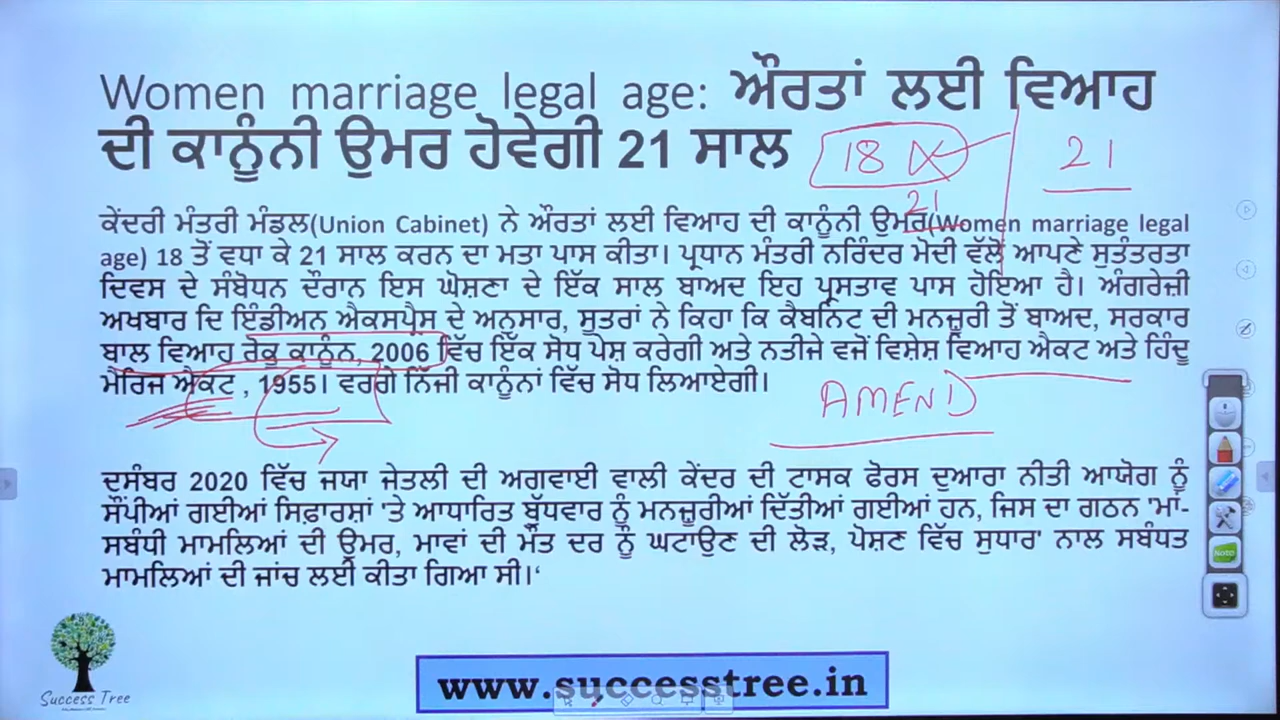 Women marriage legal age: ਔਰਤਾਂ ਲਈ ਵਿਆਹ
ਦੀ ਕਾਨੂੰਨੀ ਉਮਰ ਹੋਵੇਗੀ 21 ਸਾਲ
18 21
21
ਕੇਂਦਰੀ ਮੰਤਰੀ ਮੰਡਲ(Union Cabinet) ਨੇ ਔਰਤਾਂ ਲਈ ਵਿਆਹ ਦੀ ਕਾਨੂੰਨੀ ਉਮਰ(Women marriage legal
age) 18 ਤੋਂ ਵਧਾ ਕੇ 21 ਸਾਲ ਕਰਨ ਦਾ ਮਤਾ ਪਾਸ ਕੀਤਾ। ਪ੍ਰਧਾਨ ਮੰਤਰੀ ਨਰਿੰਦਰ ਮੋਦੀ ਵੱਲੋਂ ਆਪਣੇ ਸੁਤੰਤਰਤਾ
ਦਿਵਸ ਦੇ ਸੰਬੋਧਨ ਦੌਰਾਨ ਇਸ ਘੋਸ਼ਣਾ ਦੇ ਇੱਕ ਸਾਲ ਬਾਅਦ ਇਹ ਪ੍ਰਸਤਾਵ ਪਾਸ ਹੋਇਆ ਹੈ। ਅੰਗਰੇਜ਼ੀ
ਅਖਬਾਰ ਦਿ ਇੰਡੀਅਨ ਐਕਸਪ੍ਰੈਸ ਦੇ ਅਨੁਸਾਰ, ਸੂਤਰਾਂ ਨੇ ਕਿਹਾ ਕਿ ਕੈਬਨਿਟ ਦੀ ਮਨਜ਼ੂਰੀ ਤੋਂ ਬਾਅਦ, ਸਰਕਾਰ
ਬਾਲ ਵਿਆਹ ਰੋਕੂ ਕਾਨੂੰਨ, 2006 ਵਿੱਚ ਇੱਕ ਸੋਧ ਪੇਸ਼ ਕਰੇਗੀ ਅਤੇ ਨਤੀਜੇ ਵਜੋਂ ਵਿਸ਼ੇਸ਼ ਵਿਆਹ ਐਕਟ ਅਤੇ ਹਿੰਦੂ
ਮੈਰਿਜ ਐਕਟ , 1955। ਵਰਗੇ ਨਿੱਜੀ ਕਾਨੂੰਨਾਂ ਵਿੱਚ ਸੋਧ ਲਿਆਏਗੀ।
AMEND
ਦਸੰਬਰ 2020 ਵਿੱਚ ਜਯਾ ਜੇਤਲੀ ਦੀ ਅਗਵਾਈ ਵਾਲੀ ਕੇਂਦਰ ਦੀ ਟਾਸਕ ਫੋਰਸ ਦੁਆਰਾ ਨੀਤੀ ਆਯੋਗ ਨੂੰ
ਸੌਂਪੀਆਂ ਗਈਆਂ ਸਿਫ਼ਾਰਸ਼ਾਂ 'ਤੇ ਆਧਾਰਿਤ ਬੁੱਧਵਾਰ ਨੂੰ ਮਨਜ਼ੂਰੀਆਂ ਦਿੱਤੀਆਂ ਗਈਆਂ ਹਨ, ਜਿਸ ਦਾ ਗਠਨ 'ਮਾਂ-
ਸਬੰਧੀ ਮਾਮਲਿਆਂ ਦੀ ਉਮਰ, ਮਾਵਾਂ ਦੀ ਮੌਤ ਦਰ ਨੂੰ ਘਟਾਉਣ ਦੀ ਲੋੜ, ਪੋਸ਼ਣ ਵਿੱਚ ਸੁਧਾਰ' ਨਾਲ ਸਬੰਧਤ
ਮਾਮਲਿਆਂ ਦੀ ਜਾਂਚ ਲਈ ਕੀਤਾ ਗਿਆ ਸੀ।‘
Success Tree
www.successtree.in